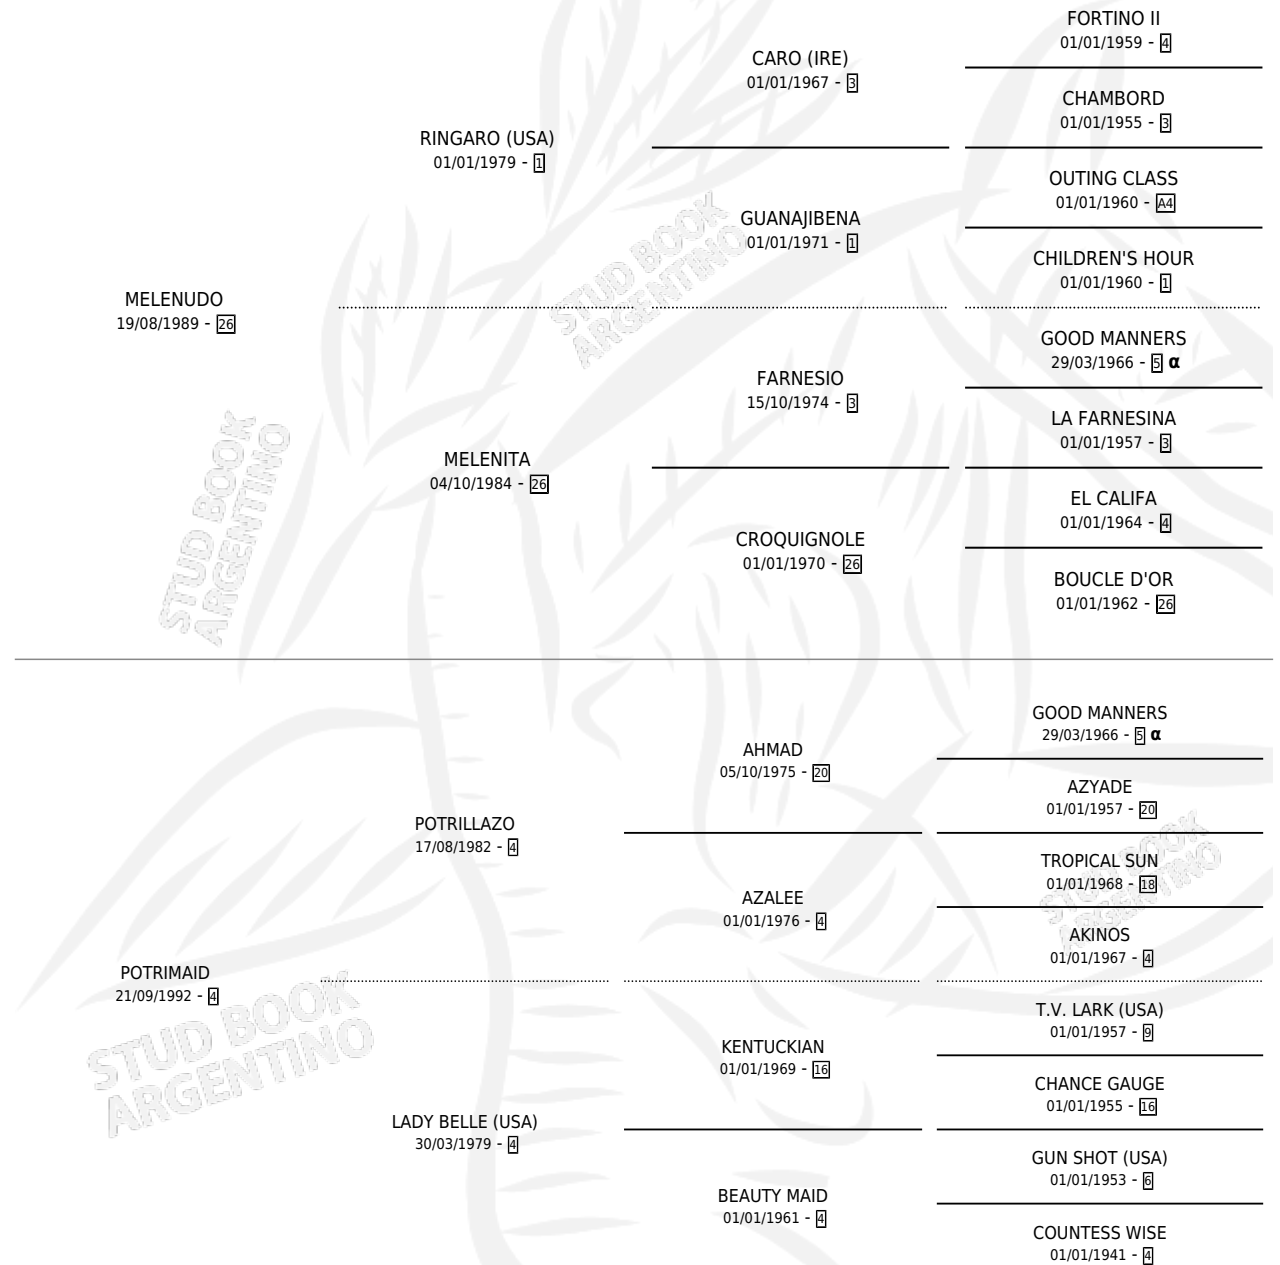 FORTINO II
01/01/1959 - 4
CARO (IRE)
01/01/1967 - 3
CHAMBORD
01/01/1955 - 3
RINGARO (USA)
01/01/1979 - 1
OUTING CLASS
01/01/1960 - A4
GUANAJIBENA
01/01/1971 - 1
CHILDREN'S HOUR
01/01/1960 - 1
MELENUDO
19/08/1989 - 26
GOOD MANNERS
29/03/1966 - 5 α
FARNESIO
15/10/1974 - 3
LA FARNESINA
01/01/1957 - 3
MELENITA
04/10/1984 - 26
EL CALIFA
01/01/1964 - 4
CROQUIGNOLE
01/01/1970 - 26
BOUCLE D'OR
01/01/1962 - 26
GOOD MANNERS
29/03/1966 - 5 α
AHMAD
05/10/1975 - 20
AZYADE
01/01/1957 - 20
POTRILLAZO
17/08/1982 - 4
TROPICAL SUN
01/01/1968 - 18
AZALEE
01/01/1976 - 4
AKINOS
01/01/1967 - 4
POTRIMAID
21/09/1992 - 4
T.V. LARK (USA)
01/01/1957 - 9
KENTUCKIAN
01/01/1969 - 16
CHANCE GAUGE
01/01/1955 - 16
LADY BELLE (USA)
30/03/1979 - 4
GUN SHOT (USA)
01/01/1953 - 6
BEAUTY MAID
01/01/1961 - 4
COUNTESS WISE
01/01/1941 - 4
STUD BOOK
ARGENTINO
STUD BOOK
ARGENTINO
STUD BOOK
ARGENTINO
STUD BOOK
ARGENTINO